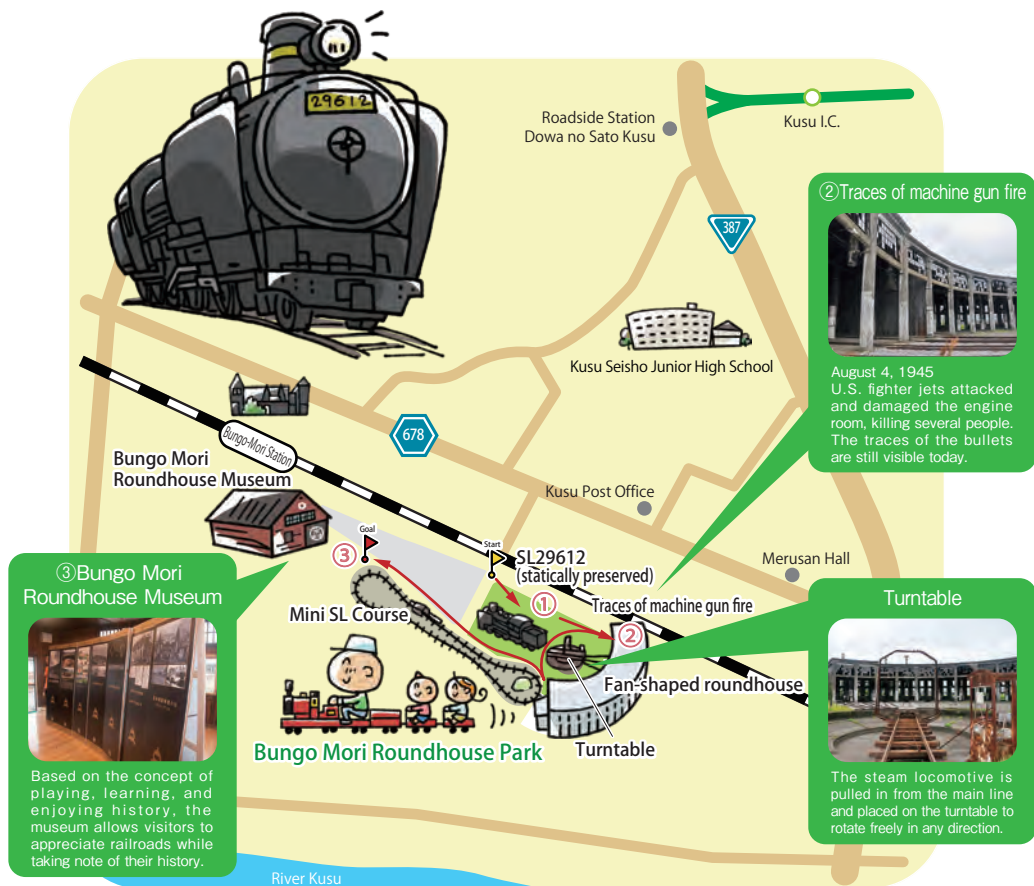 29612
Roadside Station
Dowa no Sato Kusu
Kusu I.C.
387
②Traces of machine gun fire
August 4, 1945
U.S. fighter jets attacked
and damaged the engine
room, killing several people.
The traces of the bullets
are still visible today.
Kusu Seisho Junior High School
678
Bungo-Mori Station
Bungo Mori
Roundhouse Museum
Kusu Post Office
Merusan Hall
Goal
③
Start
SL29612
(statically preserved)
①
Traces of machine gun fire
②
Mini SL Course
Fan-shaped roundhouse
Turntable
Bungo Mori Roundhouse Park
③Bungo Mori
Roundhouse Museum
Based on the concept of
playing, learning, and
enjoying history, the
museum allows visitors to
appreciate railroads while
taking note of their history.
Turntable
The steam locomotive is
pulled in from the main line
and placed on the turntable to
rotate freely in any direction.
River Kusu